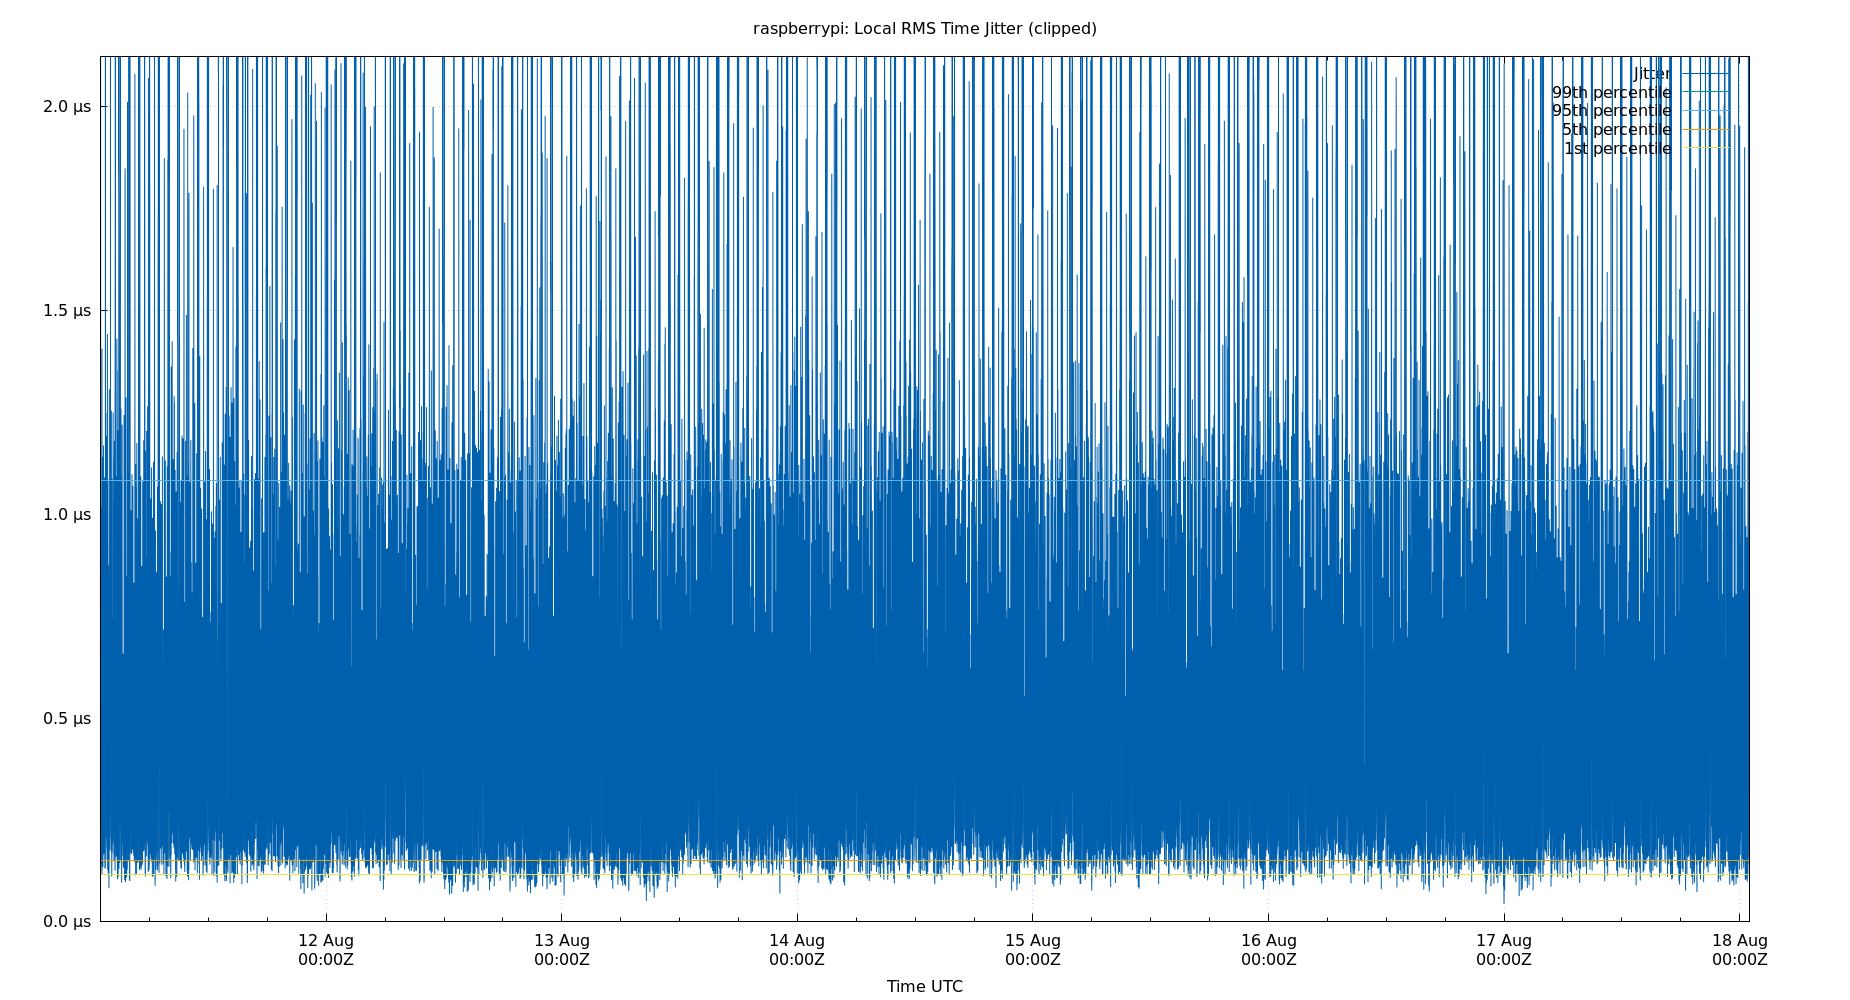 raspberrypi: Local RMS Time Jitter (clipped)
Jitter
99th percentile
95th percentile
5th percentile
1st percentile
2.0 µs
1.5 µs
1.0 µs
0.5 µs
0.0 µs
12 Aug 13 Aug 14 Aug 15 Aug 16 Aug 17 Aug 18 Aug
00:00Z 00:00Z 00:00Z 00:00Z 00:00Z 00:00Z 00:00Z
Time UTC